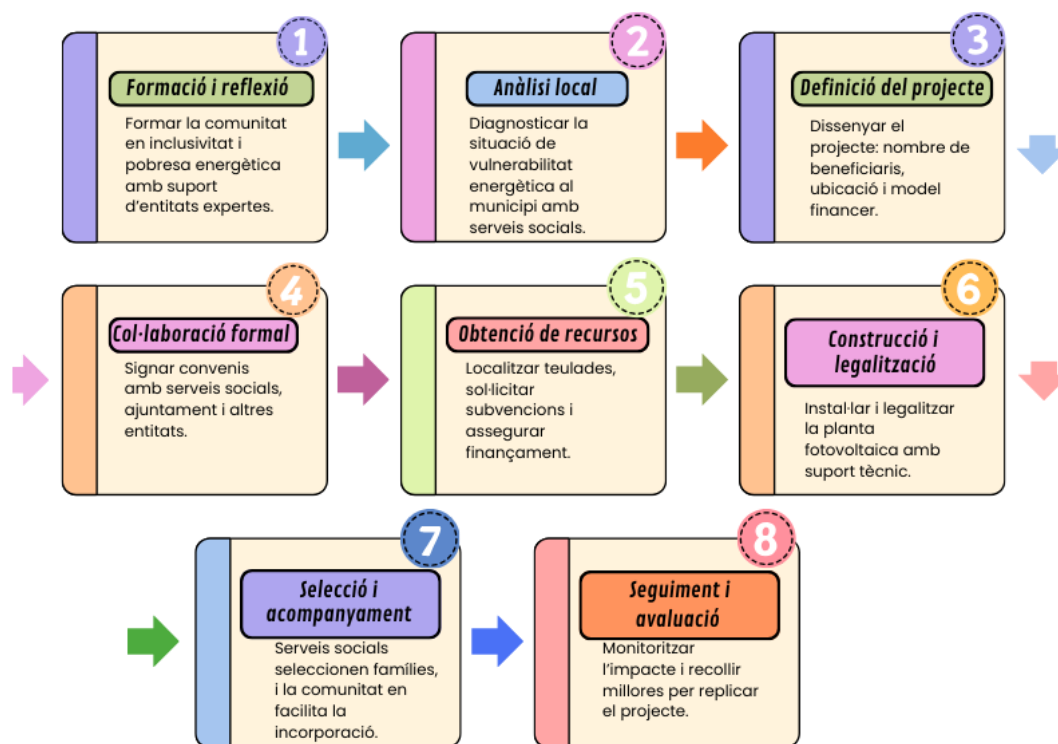 1
Formació i reflexió
Formar la comunitat
en inclusivitat i
pobresa energètica
amb suport
d'entitats expertes.
2
Anàlisi local
Diagnosticar la
situació de
vulnerabilitat
energètica al
municipi amb
serveis socials.
3
Definició del projecte
Dissenyar el
projecte: nombre de
beneficiaris,
ubicació i model
financer.
4
Col·laboració formal
Signar convenis
amb serveis socials,
ajuntament i altres
entitats.
5
Obtenció de recursos
Localitzar teulades,
sol·licitar
subvencions i
assegurar
finançament.
6
Construcció i
legalització
Instal·lar i legalitzar
la planta
fotovoltaica amb
suport tècnic.
7
Selecció i
acompanyament
Serveis socials
seleccionen famílies,
i la comunitat en
facilita la
incorporació.
8
Seguiment i
avaluació
Monitoritzar
l'impacte i recollir
millores per replicar
el projecte.